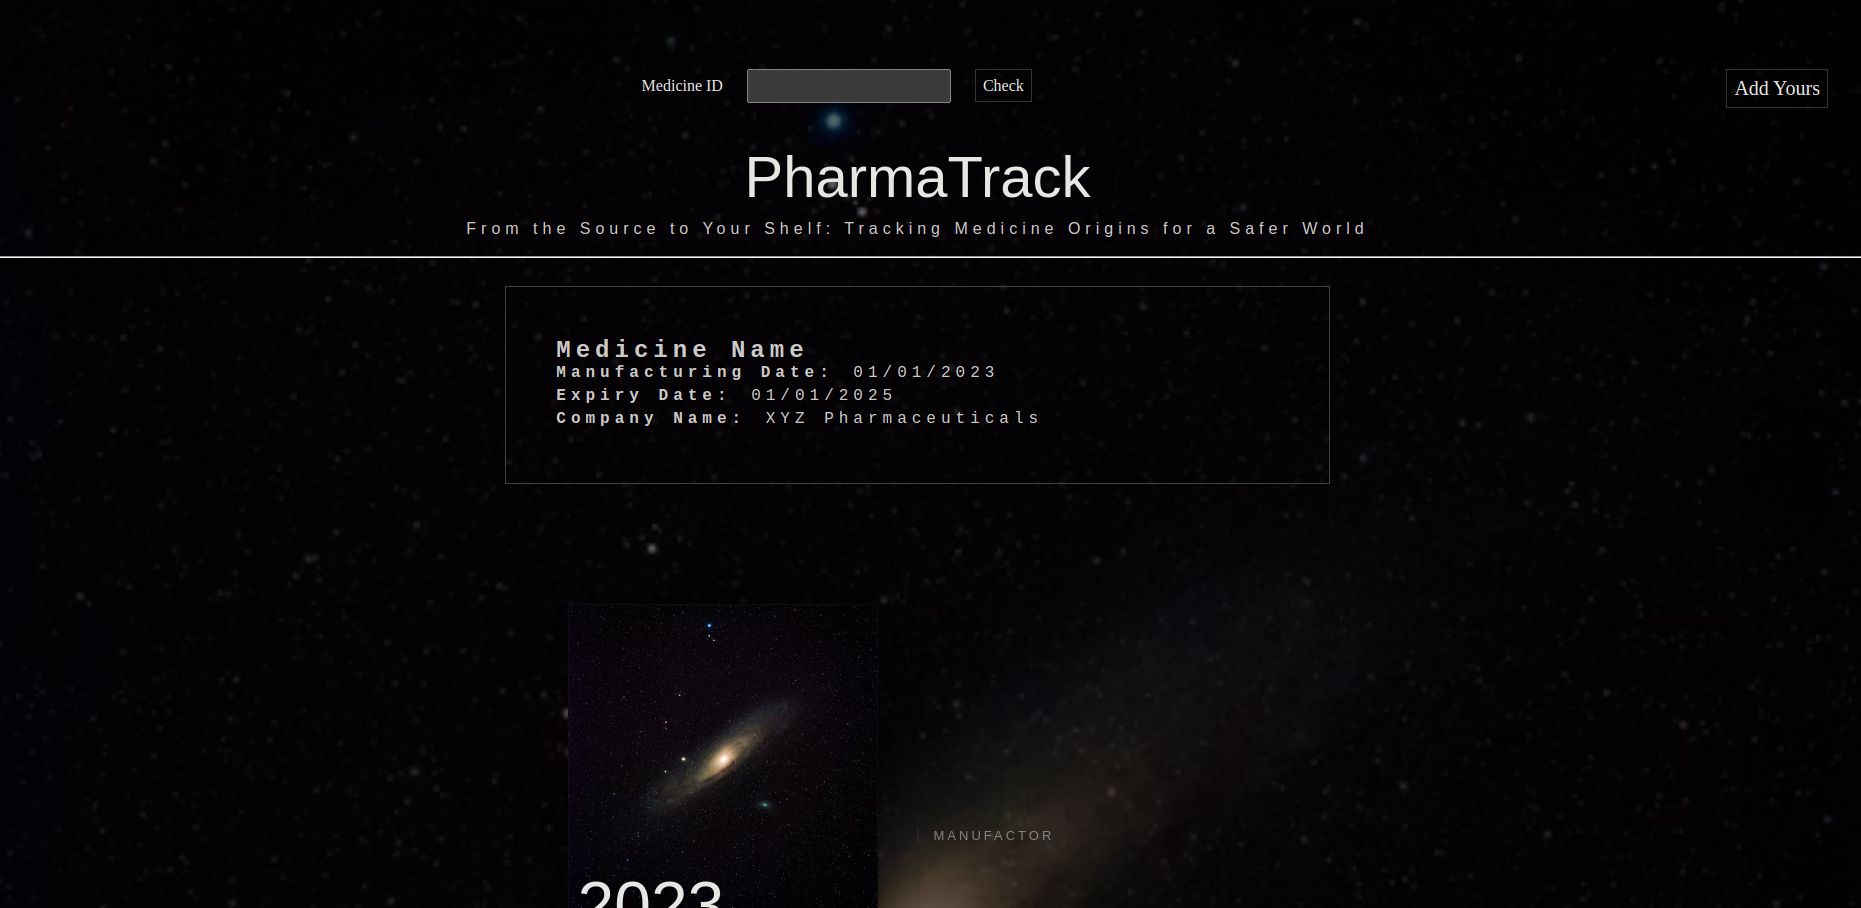 Medicine ID Check Add Yours
PharmaTrack
From the Source to Your Shelf: Tracking Medicine Origins for a Safer World
Medicine Name
Manufacturing Date: 01/01/2023
Expiry Date: 01/01/2025
Company Name: XYZ Pharmaceuticals
MANUFACTOR
2023